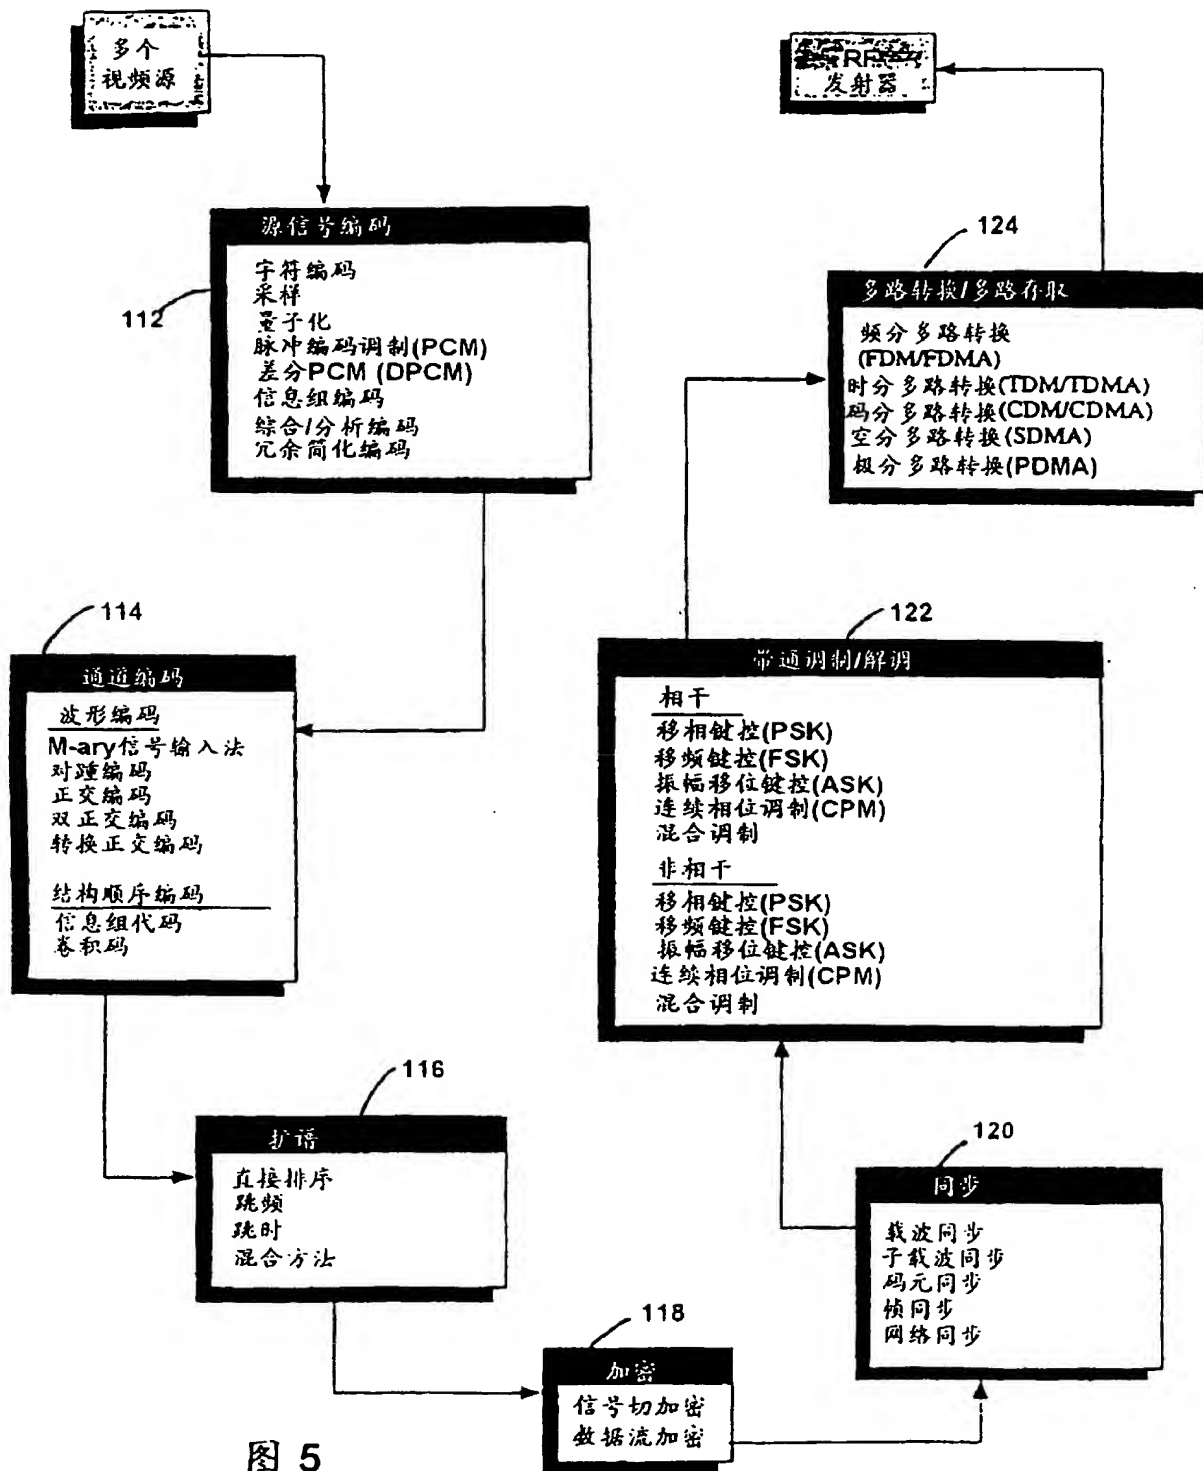 多个
视频源
RF
发射器
源信号编码
字符编码
采样
量子化
脉冲编码调制(PCM)
差分PCM (DPCM)
信息组编码
综合/分析编码
冗余简化编码
112
124
多路转换/多路存取
频分多路转换
(FDM/FDMA)
时分多路转换(TDM/TDMA)
码分多路转换(CDM/CDMA)
空分多路转换(SDMA)
极分多路转换(PDMA)
114
通道编码
波形编码
M-ary信号输入法
对踵编码
正交编码
双正交编码
转换正交编码
结构顺序编码
信息组代码
卷积码
122
带通调制/解调
相干
移相键控(PSK)
移频键控(FSK)
振幅移位键控(ASK)
连续相位调制(CPM)
混合调制
非相干
移相键控(PSK)
移频键控(FSK)
振幅移位键控(ASK)
连续相位调制(CPM)
混合调制
116
扩谱
直接排序
跳频
跳时
混合方法
118
加密
信号切加密
数据流加密
120
同步
载波同步
子载波同步
码元同步
帧同步
网络同步
图 5